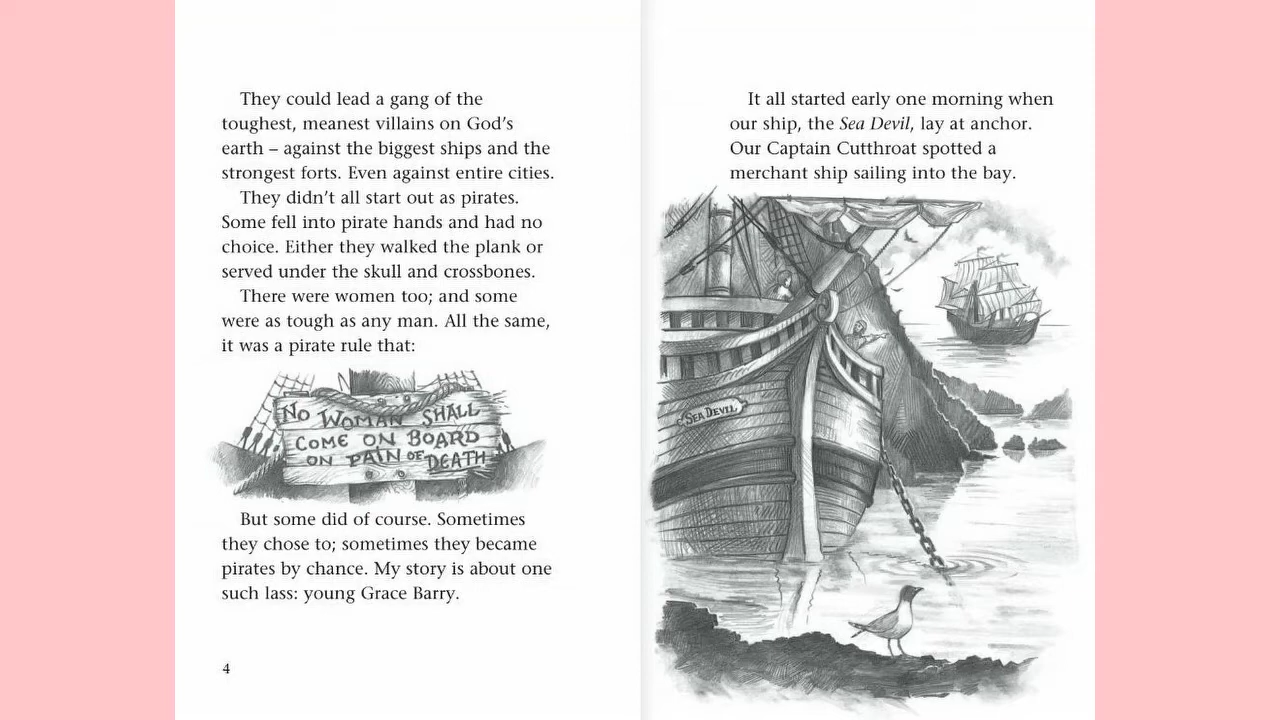 They could lead a gang of the
toughest, meanest villains on God’s
earth – against the biggest ships and the
strongest forts. Even against entire cities.
They didn’t all start out as pirates.
Some fell into pirate hands and had no
choice. Either they walked the plank or
served under the skull and crossbones.
There were women too; and some
were as tough as any man. All the same,
it was a pirate rule that:
NO WOMAN SHALL
COME ON BOARD
ON PAIN OF DEATH
But some did of course. Sometimes
they chose to; sometimes they became
pirates by chance. My story is about one
such lass: young Grace Barry.
4
It all started early one morning when
our ship, the Sea Devil, lay at anchor.
Our Captain Cutthroat spotted a
merchant ship sailing into the bay.
SEA DEVIL